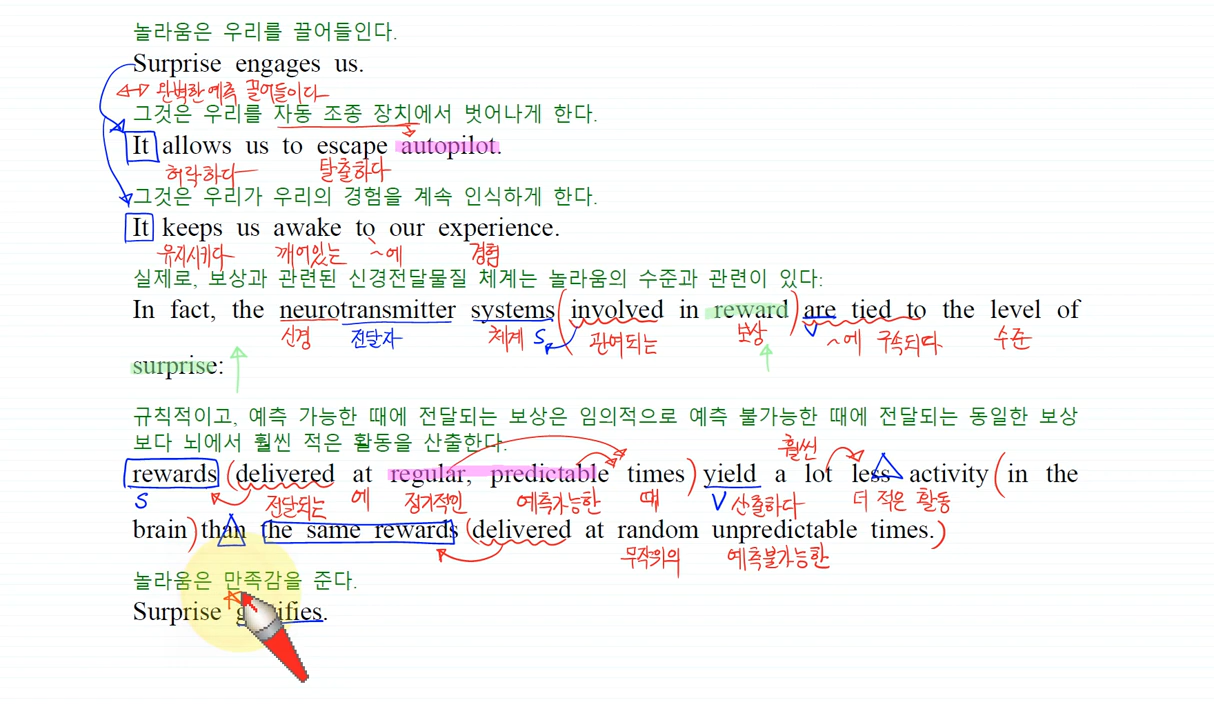 놀라움은 우리를 끌어들인다.
Surprise engages us.
완벽한 예측 끌어들이다
그것은 우리를 자동 조종 장치에서 벗어나게 한다.
It allows us to escape autopilot.
허락하다 탈출하다
그것은 우리가 우리의 경험을 계속 인식하게 한다.
It keeps us awake to our experience.
유지시키다 깨어있는 ~에 경험
실제로, 보상과 관련된 신경전달물질 체계는 놀라움의 수준과 관련이 있다:
In fact, the neurotransmitter systems (involved in reward) are tied to the level of
신경 전달자 체계 S 관여되는 보상 V ~에 구속되다 수준
surprise:
규칙적이고, 예측 가능한 때에 전달되는 보상은 임의적으로 예측 불가능한 때에 전달되는 동일한 보상
보다 뇌에서 훨씬 적은 활동을 산출한다.
훨씬
rewards (delivered at regular, predictable times) yield a lot less activity (in the
S 전달되는 에 정기적인 예측가능한 때 V 산출하다 더 적은 활동
brain) than the same rewards (delivered at random unpredictable times.)
무작위의 예측불가능한
놀라움은 만족감을 준다.
Surprise ifies.